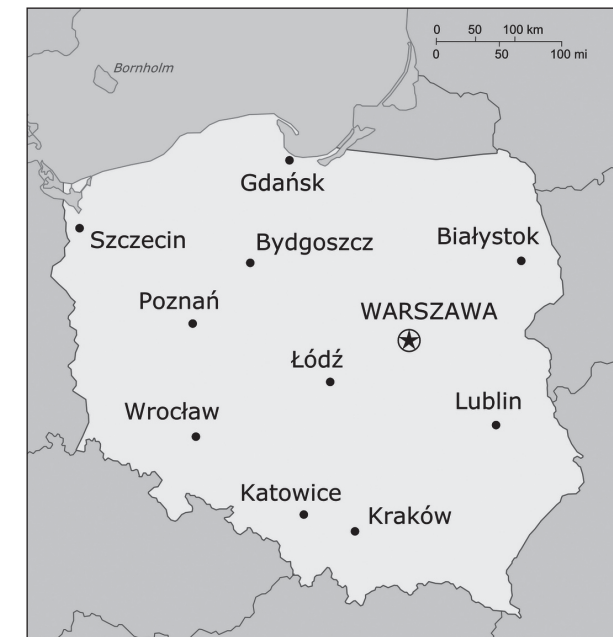 0 50 100 km
0 50 100 mi
Bornholm
Gdańsk
Szczecin
Bydgoszcz
Białystok
Poznań
WARSZAWA
Łódź
Wrocław
Lublin
Katowice
Kraków